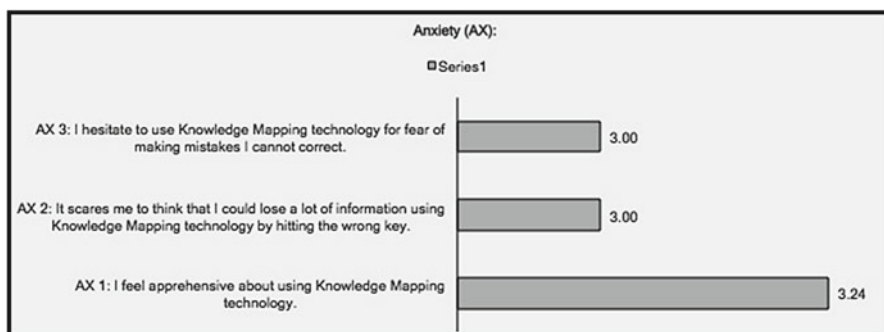 Anxiety (AX):
Series1
AX 3: I hesitate to use Knowledge Mapping technology for fear of
making mistakes I cannot correct.
3.00
AX 2: It scares me to think that I could lose a lot of information using
Knowledge Mapping technology by hitting the wrong key.
3.00
AX 1: I feel apprehensive about using Knowledge Mapping
technology.
3.24